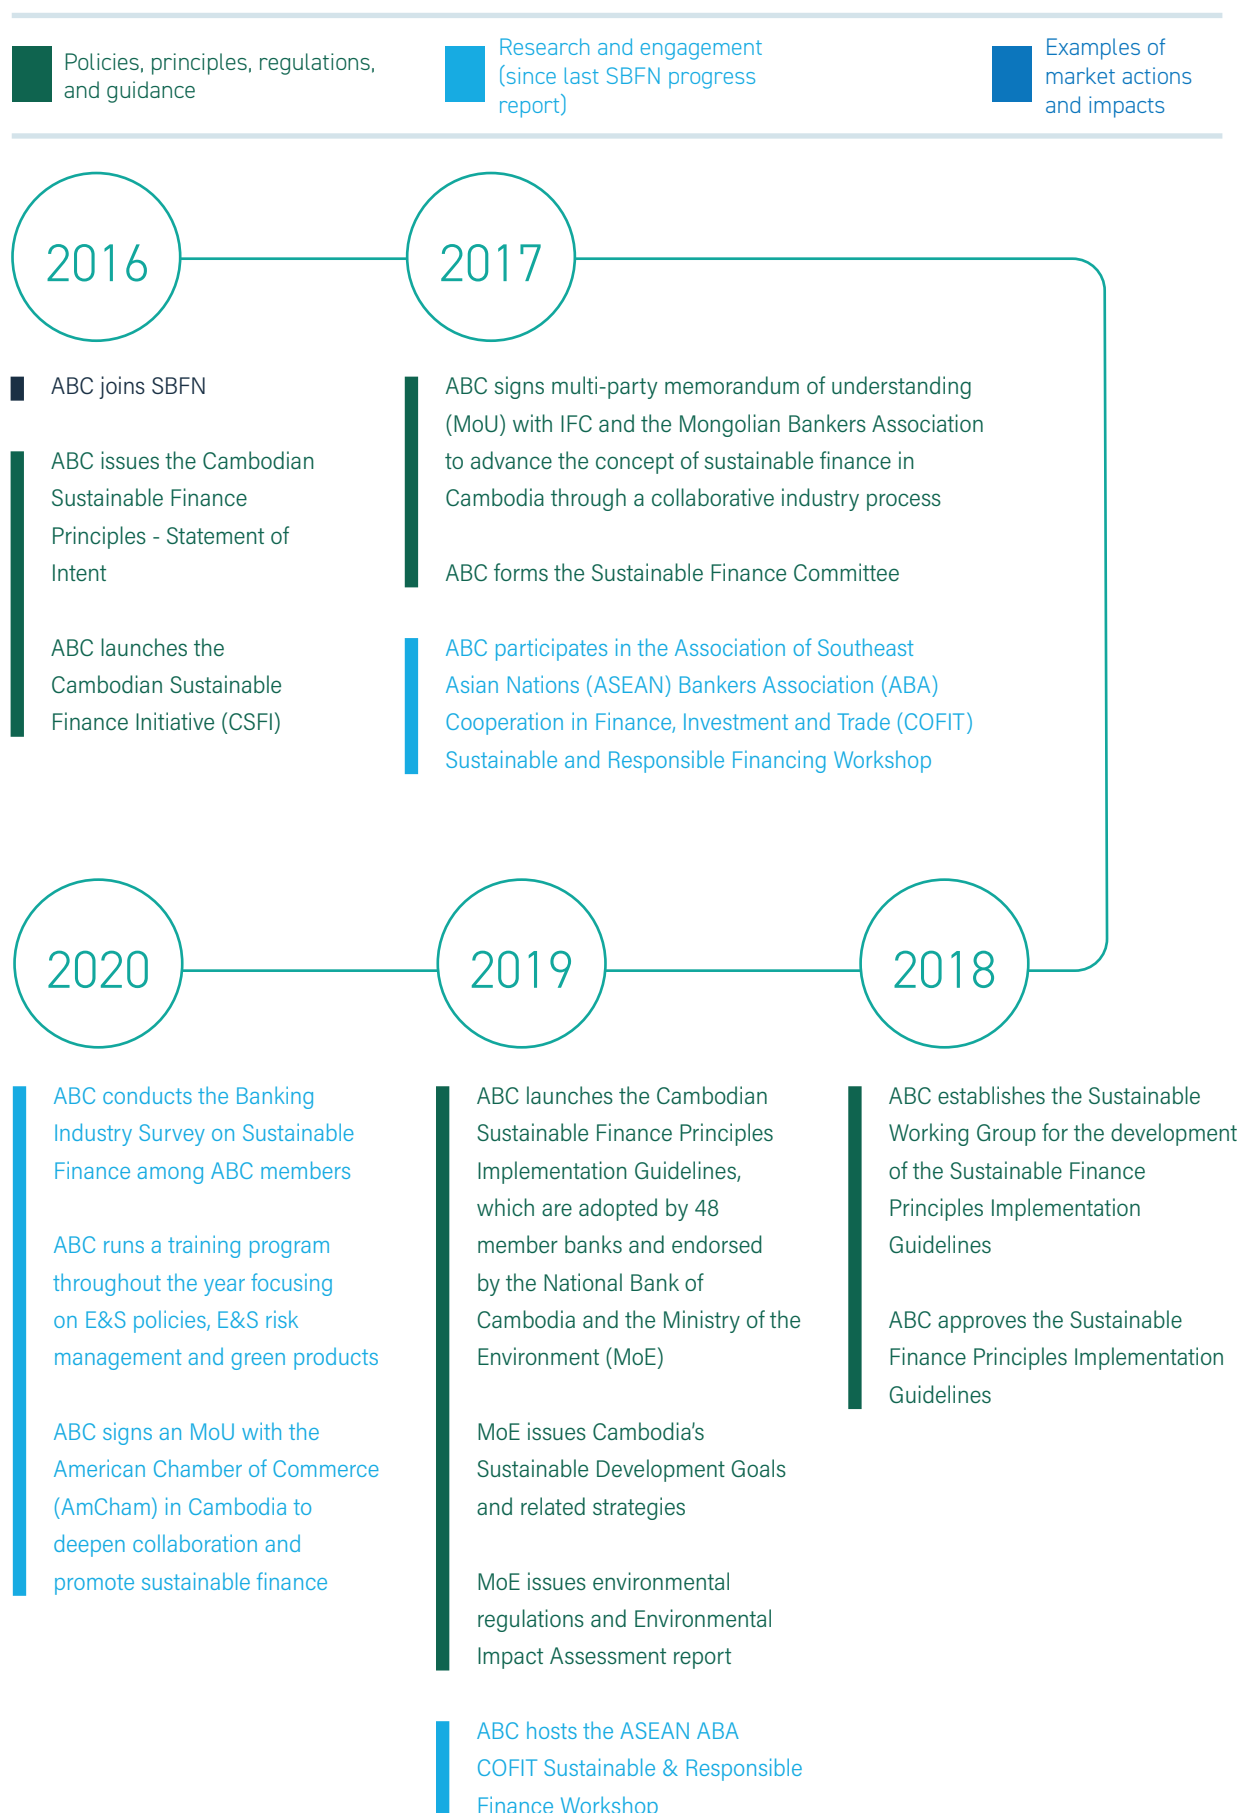 Policies, principles, regulations,
and guidance
Research and engagement
(since last SBFN progress
report)
Examples of
market actions
and impacts
2016
ABC joins SBFN
ABC issues the Cambodian
Sustainable Finance
Principles - Statement of
Intent
ABC launches the
Cambodian Sustainable
Finance Initiative (CSFI)
2017
ABC signs multi-party memorandum of understanding
(MoU) with IFC and the Mongolian Bankers Association
to advance the concept of sustainable finance in
Cambodia through a collaborative industry process
ABC forms the Sustainable Finance Committee
ABC participates in the Association of Southeast
Asian Nations (ASEAN) Bankers Association (ABA)
Cooperation in Finance, Investment and Trade (COFIT)
Sustainable and Responsible Financing Workshop
2020
ABC conducts the Banking
Industry Survey on Sustainable
Finance among ABC members
ABC runs a training program
throughout the year focusing
on E&S policies, E&S risk
management and green products
ABC signs an MoU with the
American Chamber of Commerce
(AmCham) in Cambodia to
deepen collaboration and
promote sustainable finance
2019
ABC launches the Cambodian
Sustainable Finance Principles
Implementation Guidelines,
which are adopted by 48
member banks and endorsed
by the National Bank of
Cambodia and the Ministry of the
Environment (MoE)
MoE issues Cambodia's
Sustainable Development Goals
and related strategies
MoE issues environmental
regulations and Environmental
Impact Assessment report
ABC hosts the ASEAN ABA
COFIT Sustainable & Responsible
Finance Workshop
2018
ABC establishes the Sustainable
Working Group for the development
of the Sustainable Finance
Principles Implementation
Guidelines
ABC approves the Sustainable
Finance Principles Implementation
Guidelines